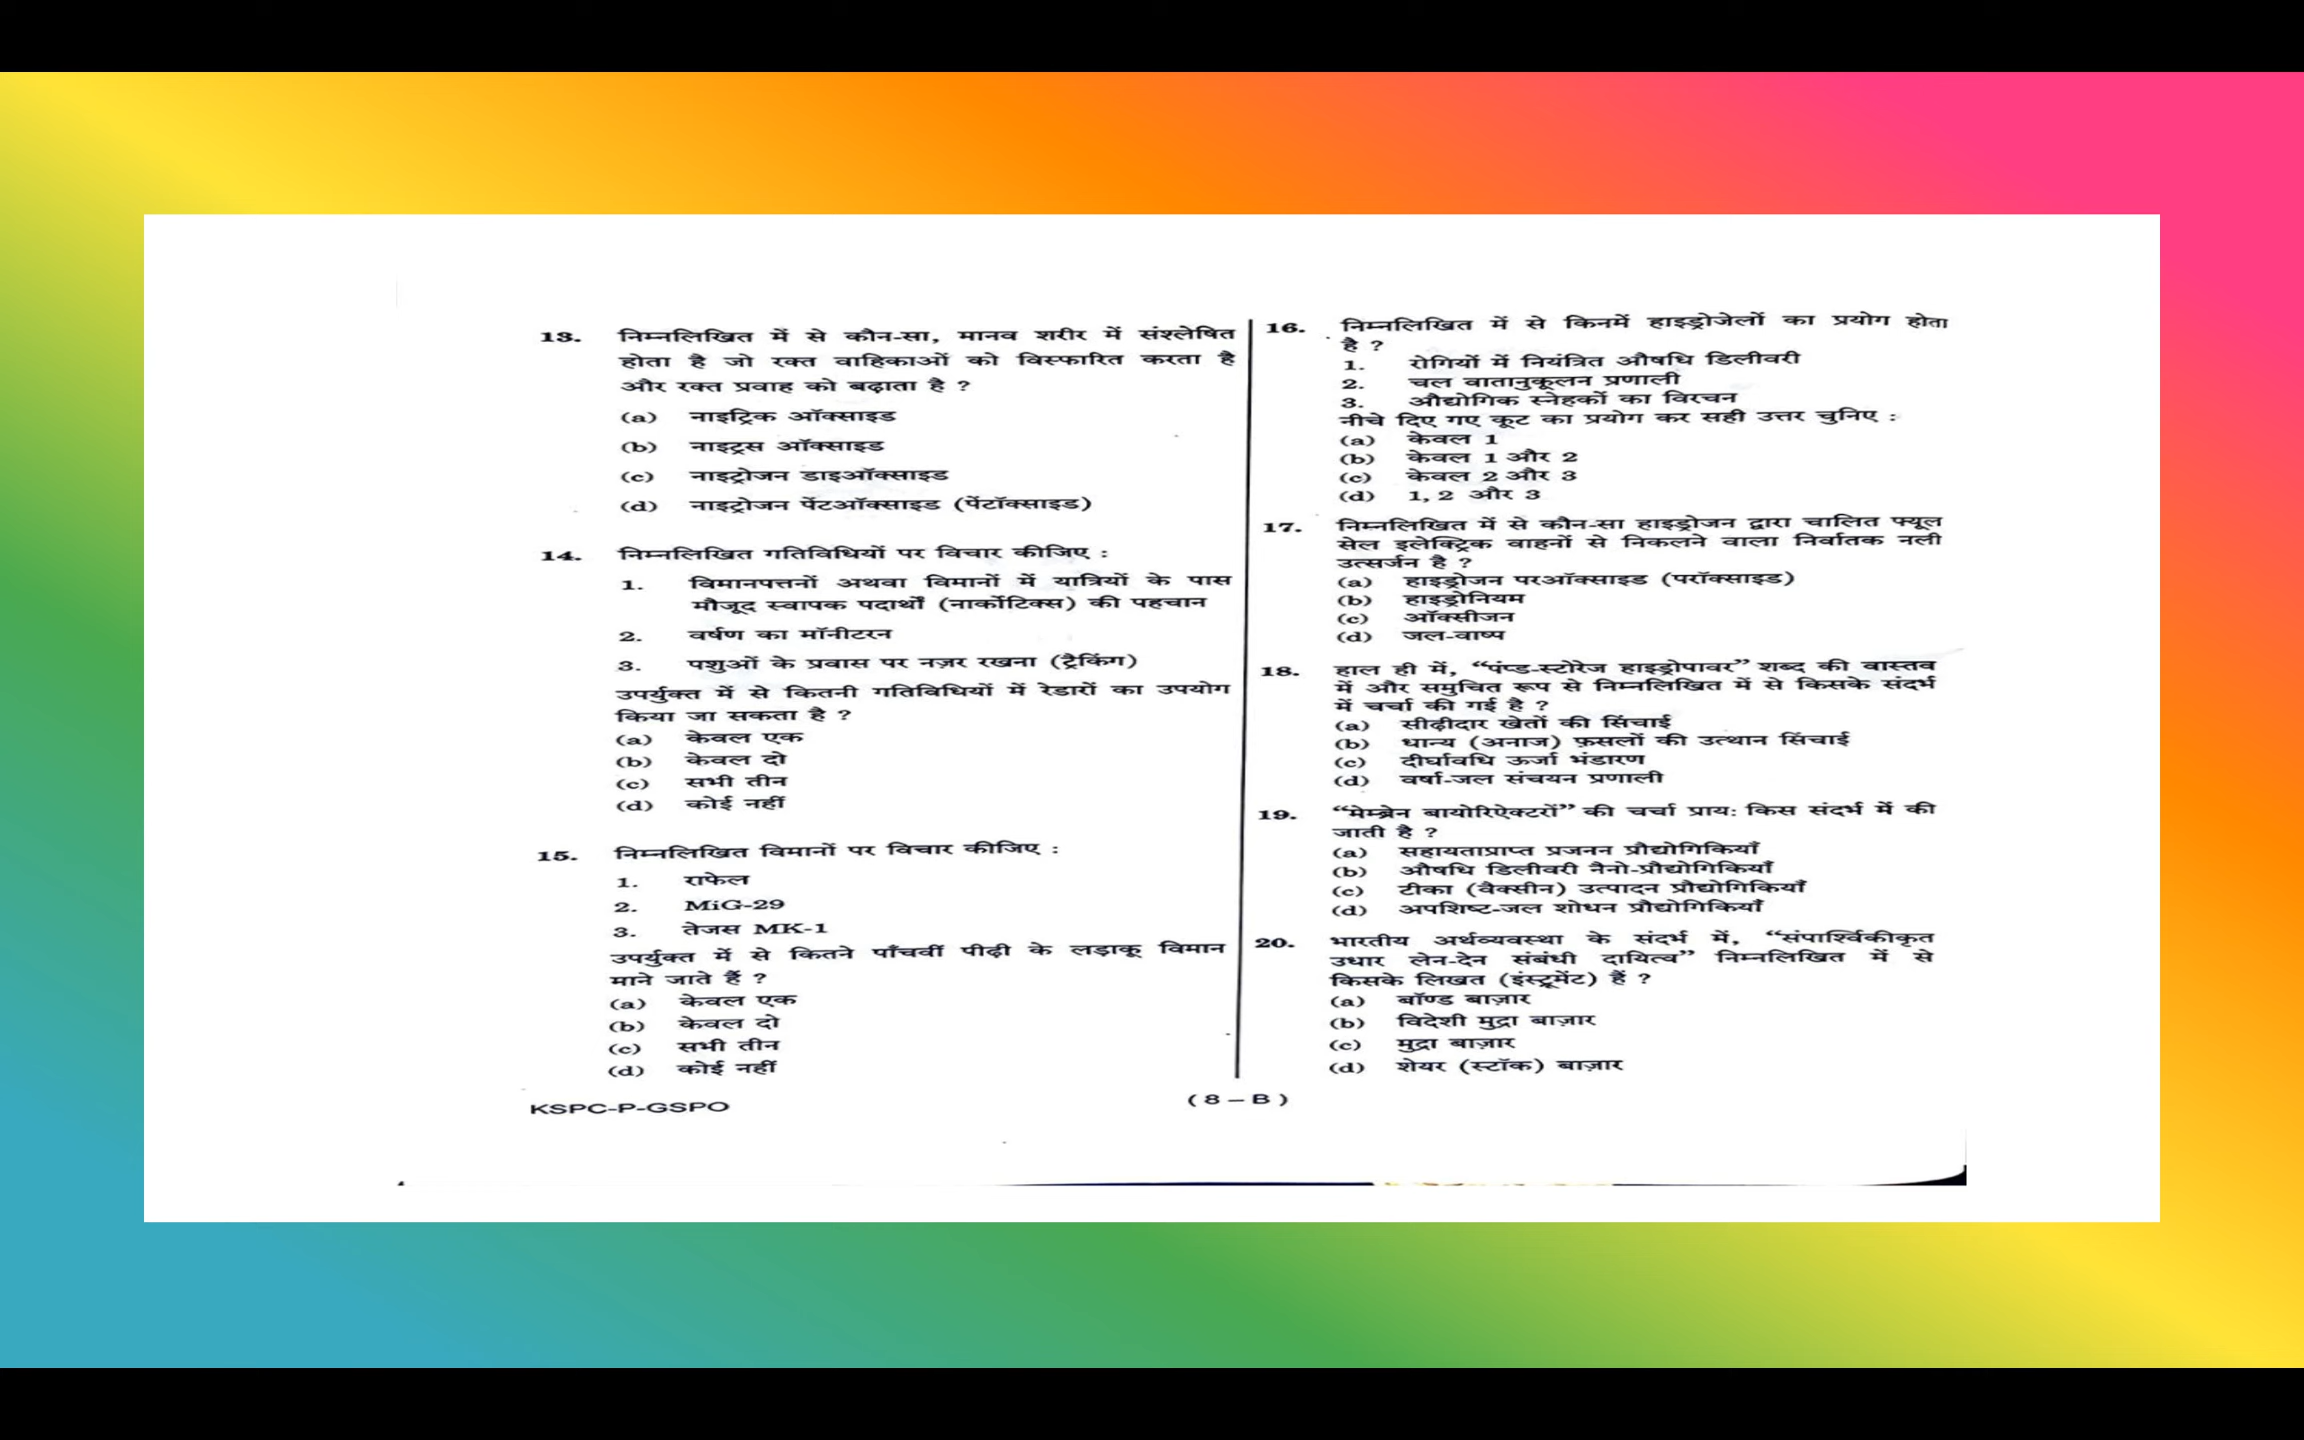 13. निम्नलिखित में से कौन-सा, मानव शरीर में संश्लेषित
होता है जो रक्त वाहिकाओं को विस्फारित करता है
और रक्त प्रवाह को बढ़ाता है ?
(a) नाइट्रिक ऑक्साइड
(b) नाइट्रस ऑक्साइड
(c) नाइट्रोजन डाइऑक्साइड
(d) नाइट्रोजन पेंटऑक्साइड (पेंटॉक्साइड)
14. निम्नलिखित गतिविधियों पर विचार कीजिए :
1. विमानपत्तनों अथवा विमानों में यात्रियों के पास
मौजूद स्वापक पदार्थों (नार्कोटिक्स) की पहचान
2. वर्षण का मॉनीटरन
3. पशुओं के प्रवास पर नज़र रखना (ट्रैकिंग)
उपर्युक्त में से कितनी गतिविधियों में रेडारों का उपयोग
किया जा सकता है ?
(a) केवल एक
(b) केवल दो
(c) सभी तीन
(d) कोई नहीं
15. निम्नलिखित विमानों पर विचार कीजिए :
1. राफेल
2. MiG-29
3. तेजस MK-1
उपर्युक्त में से कितने पाँचवीं पीढ़ी के लड़ाकू विमान
माने जाते हैं ?
(a) केवल एक
(b) केवल दो
(c) सभी तीन
(d) कोई नहीं
16. निम्नलिखित में से किनमें हाइड्रोजेलों का प्रयोग होता
है ?
1. रोगियों में नियंत्रित औषधि डिलीवरी
2. चल वातानुकूलन प्रणाली
3. औद्योगिक स्नेहकों का विरचन
नीचे दिए गए कूट का प्रयोग कर सही उत्तर चुनिए :
(a) केवल 1
(b) केवल 1 और 2
(c) केवल 2 और 3
(d) 1, 2 और 3
17. निम्नलिखित में से कौन-सा हाइड्रोजन द्वारा चालित फ्यूल
सेल इलेक्ट्रिक वाहनों से निकलने वाला निर्वातक नली
उत्सर्जन है ?
(a) हाइड्रोजन परऑक्साइड (परॉक्साइड)
(b) हाइड्रोनियम
(c) ऑक्सीजन
(d) जल-वाष्प
18. हाल ही में, “पंप्ड-स्टोरेज हाइड्रोपावर” शब्द की वास्तव
में और समुचित रूप से निम्नलिखित में से किसके संदर्भ
में चर्चा की गई है ?
(a) सीढ़ीदार खेतों की सिंचाई
(b) धान्य (अनाज) फ़सलों की उत्थान सिंचाई
(c) दीर्घावधि ऊर्जा भंडारण
(d) वर्षा-जल संचयन प्रणाली
19. “मेम्ब्रेन बायोरिऐक्टरों” की चर्चा प्राय: किस संदर्भ में की
जाती है ?
(a) सहायताप्राप्त प्रजनन प्रौद्योगिकियाँ
(b) औषधि डिलीवरी नैनो-प्रौद्योगिकियाँ
(c) टीका (वैक्सीन) उत्पादन प्रौद्योगिकियाँ
(d) अपशिष्ट-जल शोधन प्रौद्योगिकियाँ
20. भारतीय अर्थव्यवस्था के संदर्भ में, “संपार्श्विकीकृत
उधार लेन-देन संबंधी दायित्व” निम्नलिखित में से
किसके लिखत (इंस्ट्रूमेंट) हैं ?
(a) बॉण्ड बाज़ार
(b) विदेशी मुद्रा बाज़ार
(c) मुद्रा बाज़ार
(d) शेयर (स्टॉक) बाज़ार
KSPC-P-GSPO
( 8 – B )